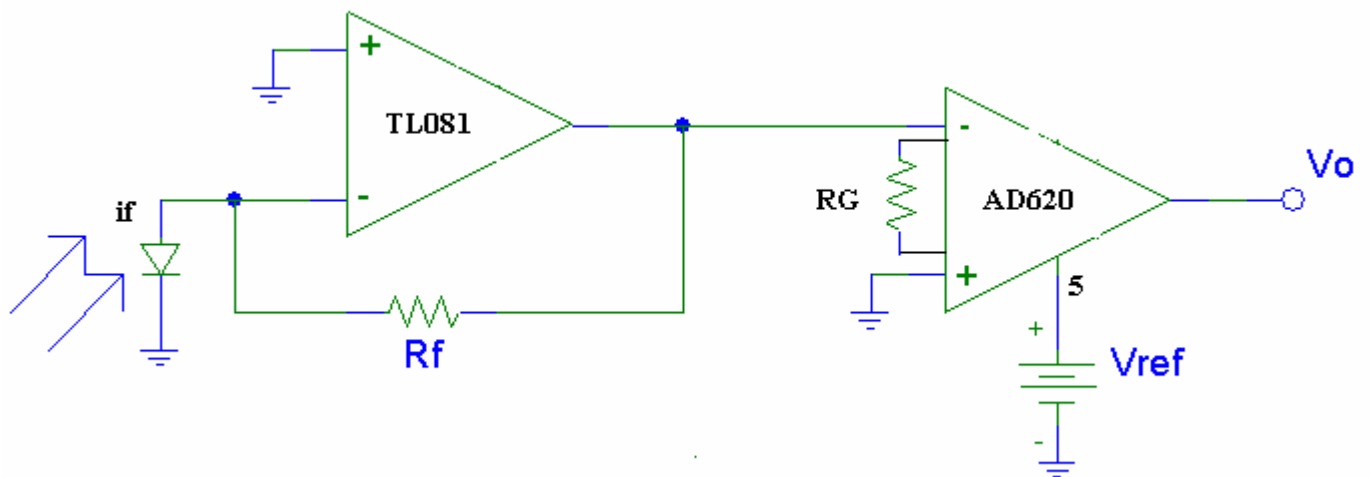 +
TL081
-
if
Rf
-
RG
AD620
+
Vo
5
+
Vref
-